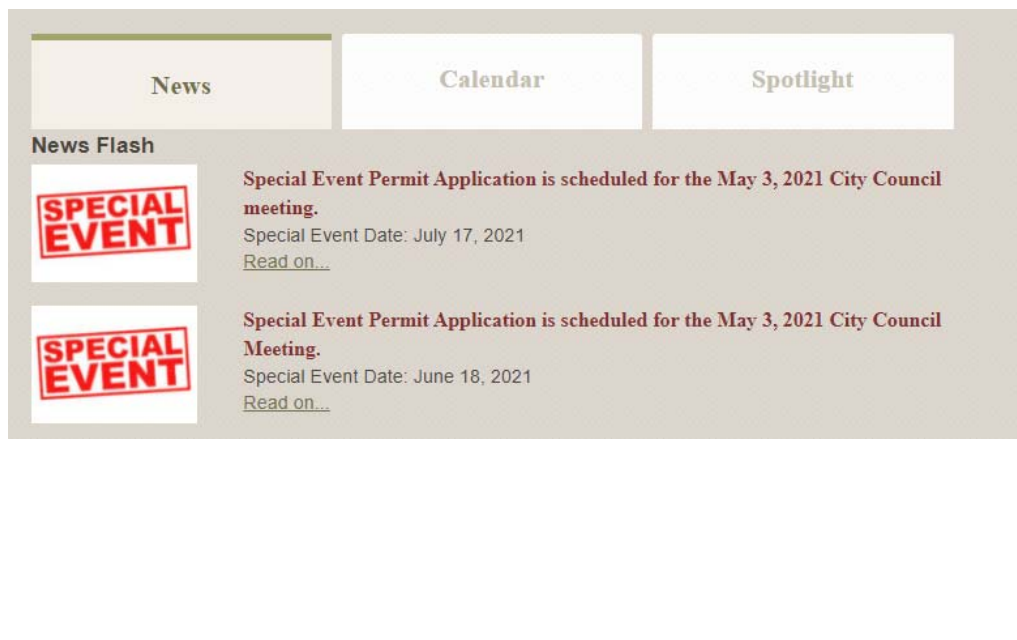 News
Calendar
Spotlight
News Flash
SPECIAL
EVENT
Special Event Permit Application is scheduled for the May 3, 2021 City Council
meeting.
Special Event Date: July 17, 2021
Read on...
SPECIAL
EVENT
Special Event Permit Application is scheduled for the May 3, 2021 City Council
Meeting.
Special Event Date: June 18, 2021
Read on...